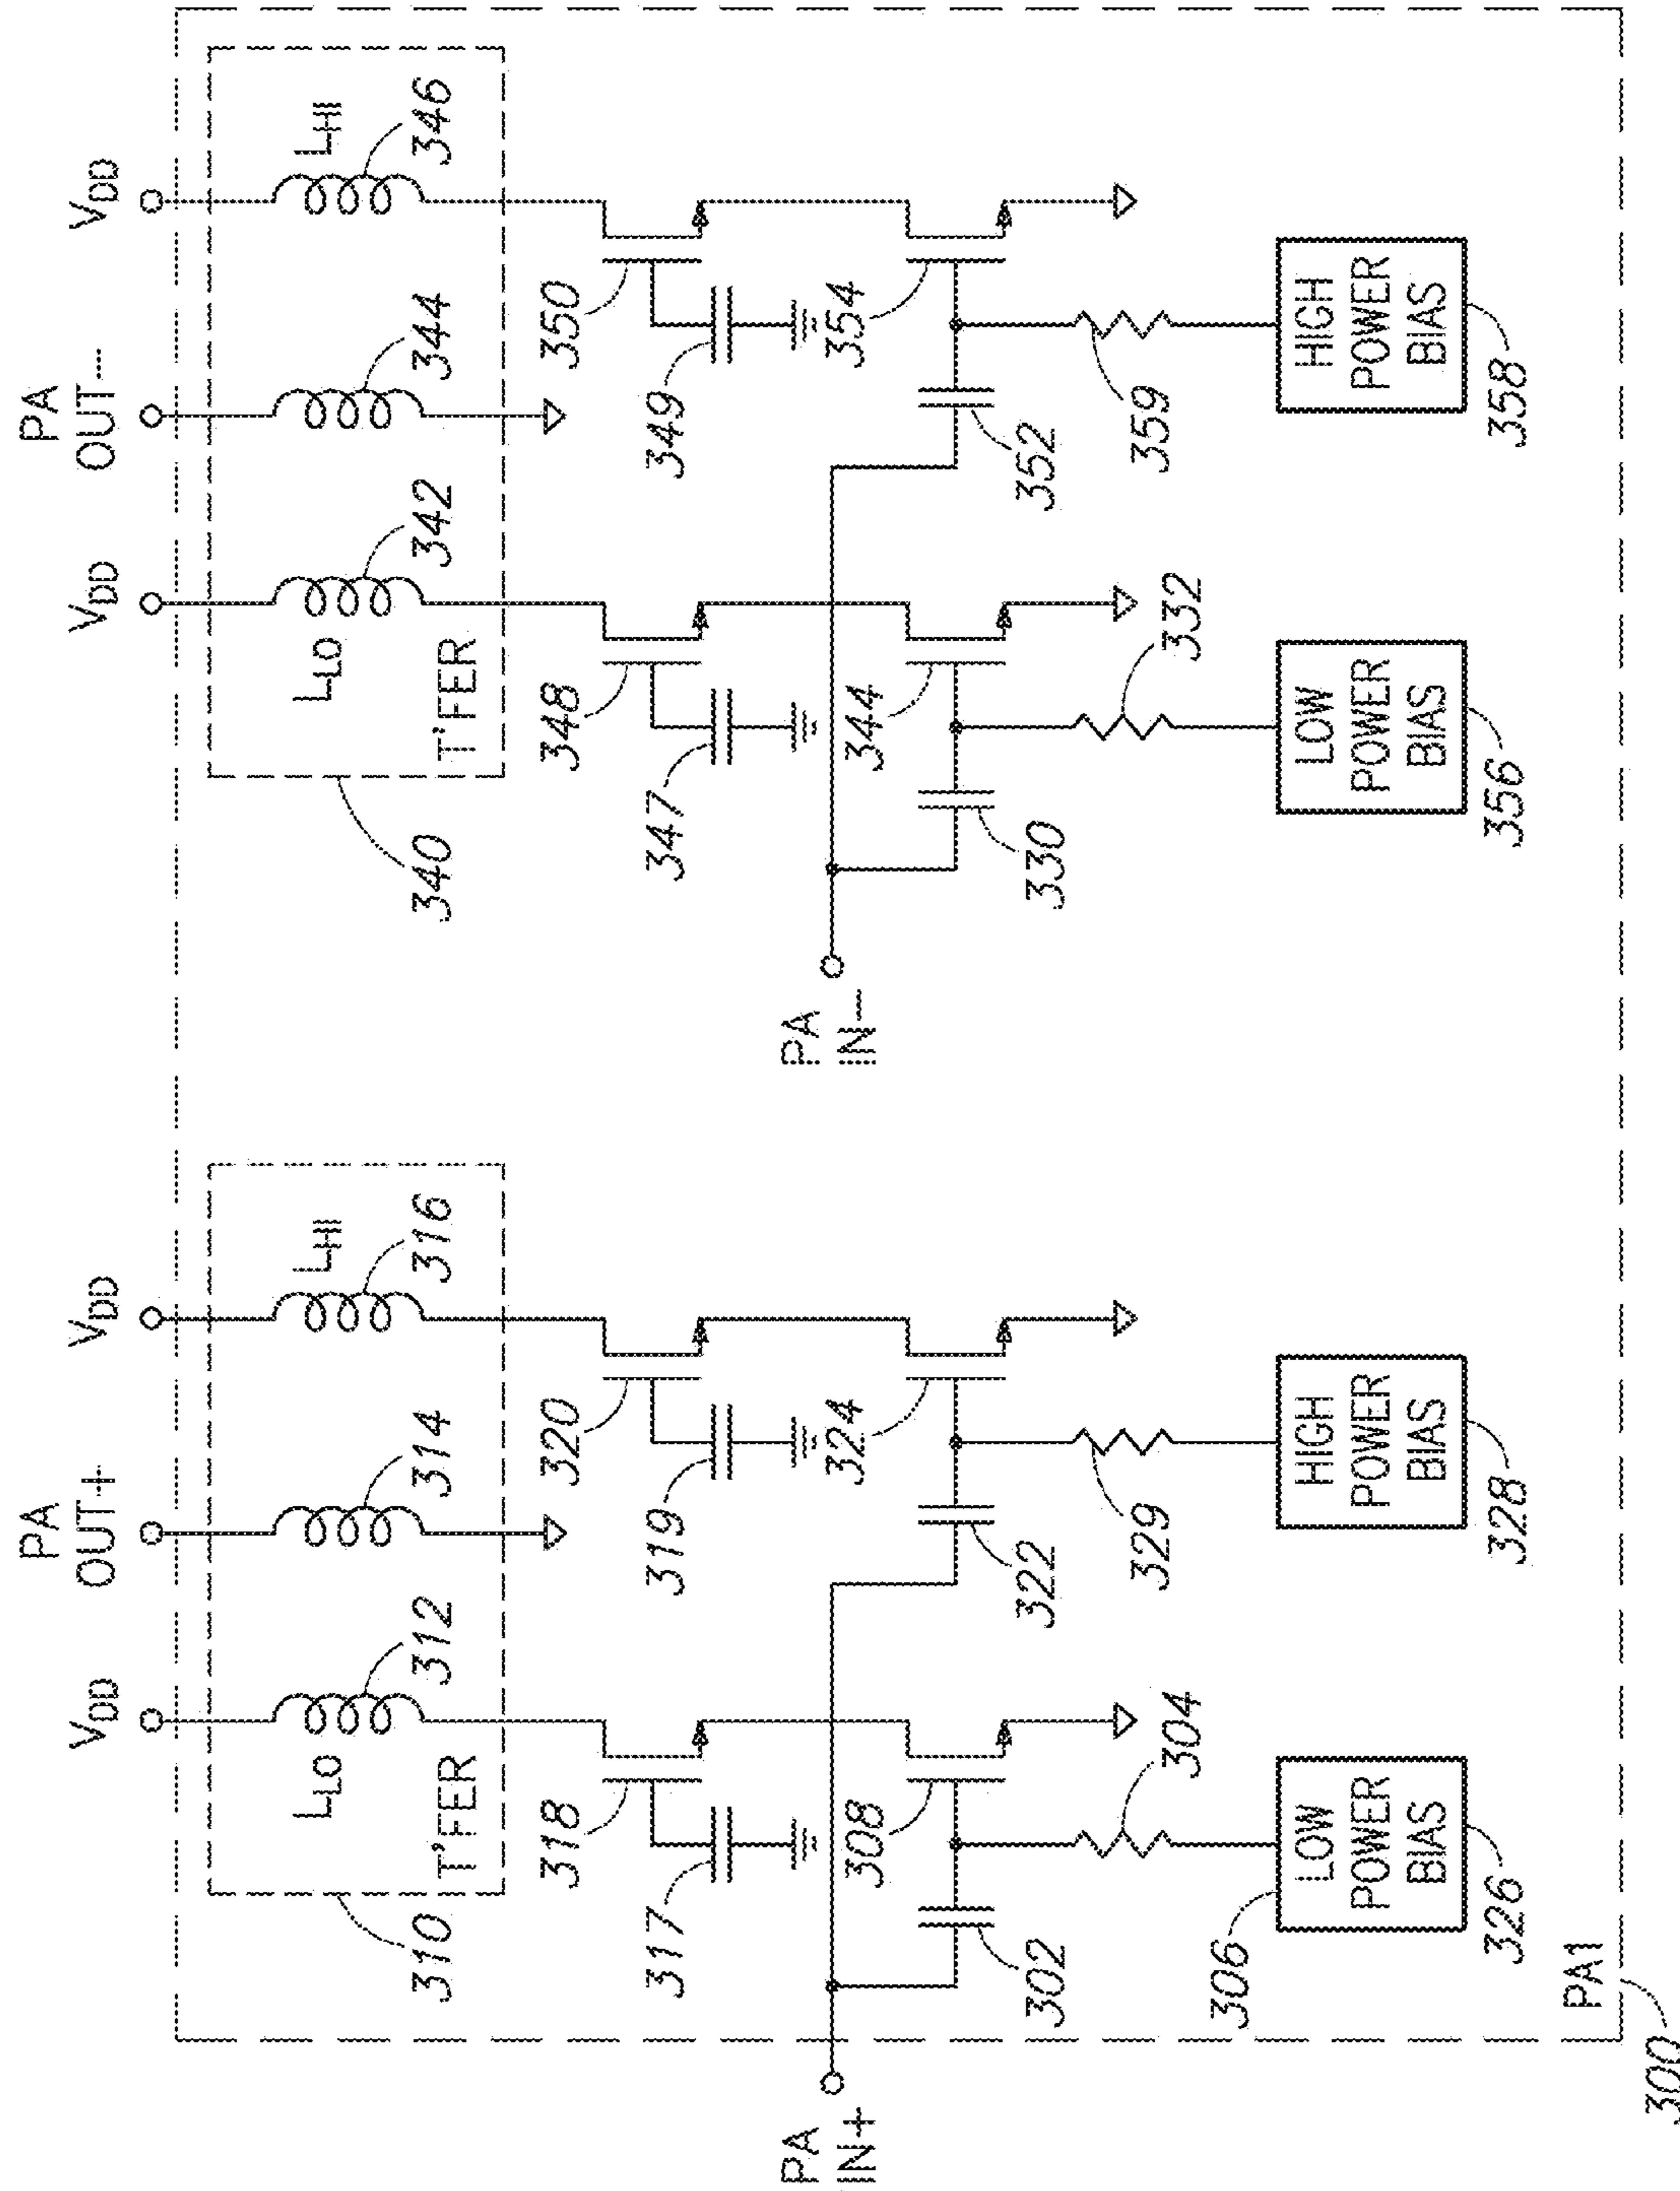 V_DD
PA
OUT+
V_DD
V_DD
PA
OUT–
V_DD
L_LO
312
314
L_HI
316
T'FER
310
L_LO
342
344
L_HI
346
T'FER
340
318
320
348
350
317
319
347
349
PA
IN+
PA
IN–
308
324
344
354
302
322
330
352
304
329
332
359
306
LOW
POWER
BIAS
326
HIGH
POWER
BIAS
328
LOW
POWER
BIAS
356
HIGH
POWER
BIAS
358
PA1
300